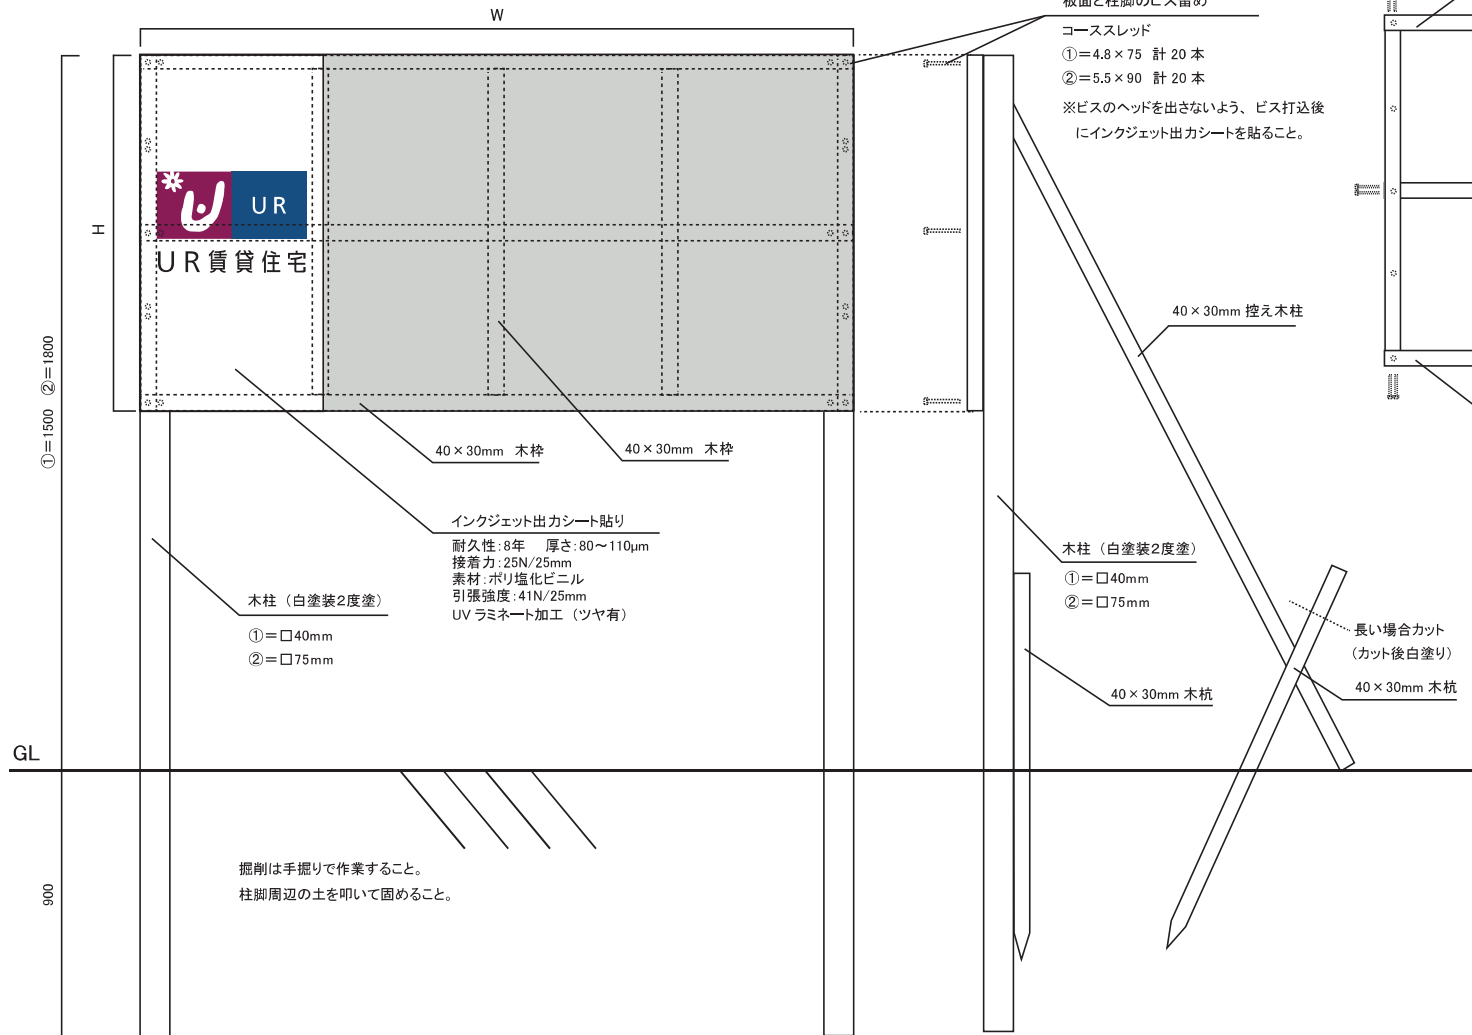 W
板面と柱脚のビス留め
コーススレッド
①=4.8×75 計 20 本
②=5.5×90 計 20 本
※ビスのヘッドを出さないよう、ビス打込後
にインクジェット出力シートを貼ること。
H
UR
UR賃貸住宅
①=1500 ②=1800
40×30mm 控え木柱
40×30mm 木枠
40×30mm 木枠
インクジェット出力シート貼り
耐久性:8年 厚さ:80～110μm
接着力:25N/25mm
素材:ポリ塩化ビニル
引張強度:41N/25mm
UVラミネート加工（ツヤ有）
木柱（白塗装2度塗）
①=□40mm
②=□75mm
木柱（白塗装2度塗）
①=□40mm
②=□75mm
長い場合カット
（カット後白塗り）
40×30mm 木杭
40×30mm 木杭
GL
900
掘削は手掘りで作業すること。
柱脚周辺の土を叩いて固めること。